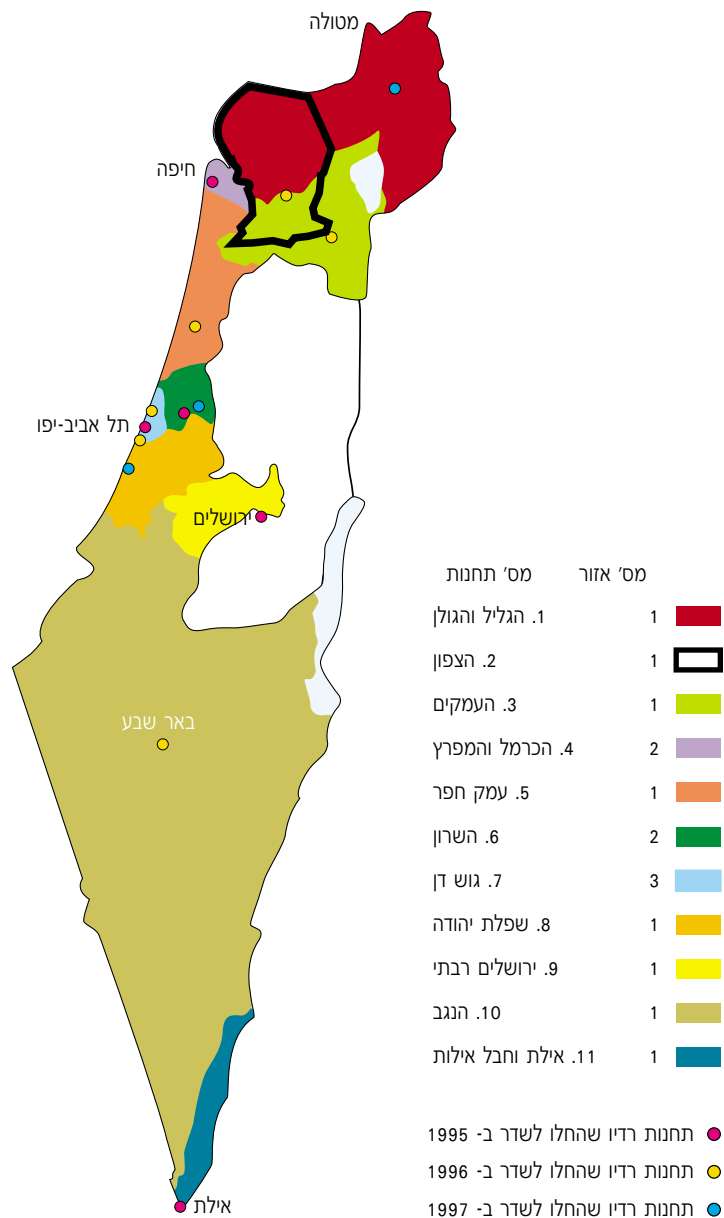 מטולה
חיפה
תל אביב-יפו
ירושלים
באר שבע
אילת
מס' אזור מס' תחנות
1 1. הגליל והגולן
1 2. הצפון
1 3. העמקים
2 4. הכרמל והמפרץ
1 5. עמק חפר
2 6. השרון
3 7. גוש דן
1 8. שפלת יהודה
1 9. ירושלים רבתי
1 10. הנגב
1 11. אילת וחבל אילות
תחנות רדיו שהחלו לשדר ב- 1995
תחנות רדיו שהחלו לשדר ב- 1996
תחנות רדיו שהחלו לשדר ב- 1997